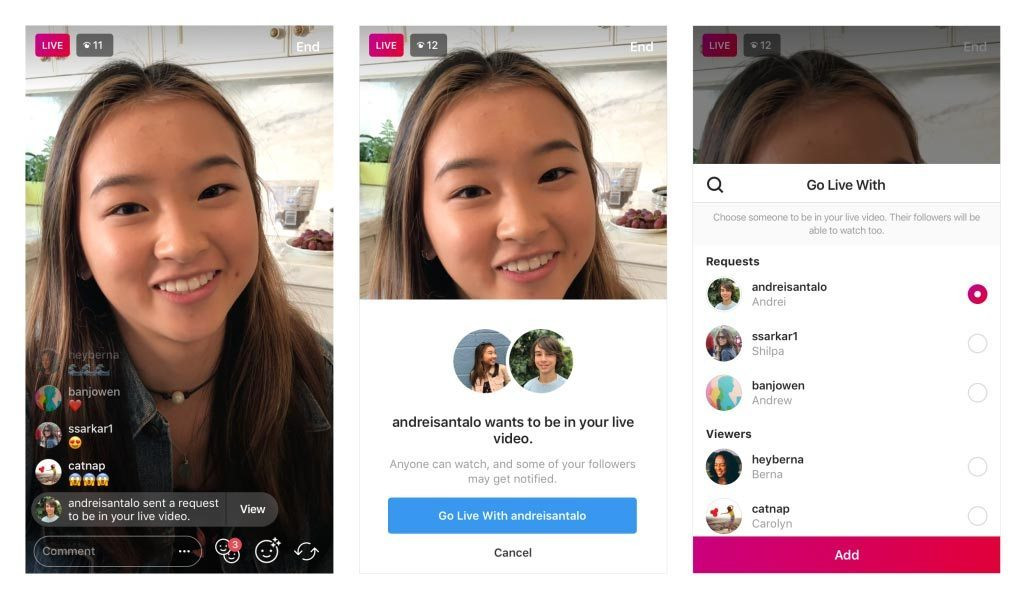 LIVE 11 End
heyberna
banjowen
ssarkar1
catnap
andreisantalo sent a request
to be in your live video.
View
Comment ... 3
LIVE 12 End
andreisantalo wants to be in your live
video.
Anyone can watch, and some of your followers
may get notified.
Go Live With andreisantalo
Cancel
LIVE 12 End
Go Live With
Choose someone to be in your live video. Their followers will be
able to watch too.
Requests
andreisantalo
Andrei
ssarkar1
Shilpa
banjowen
Andrew
Viewers
heyberna
Berna
catnap
Carolyn
Add